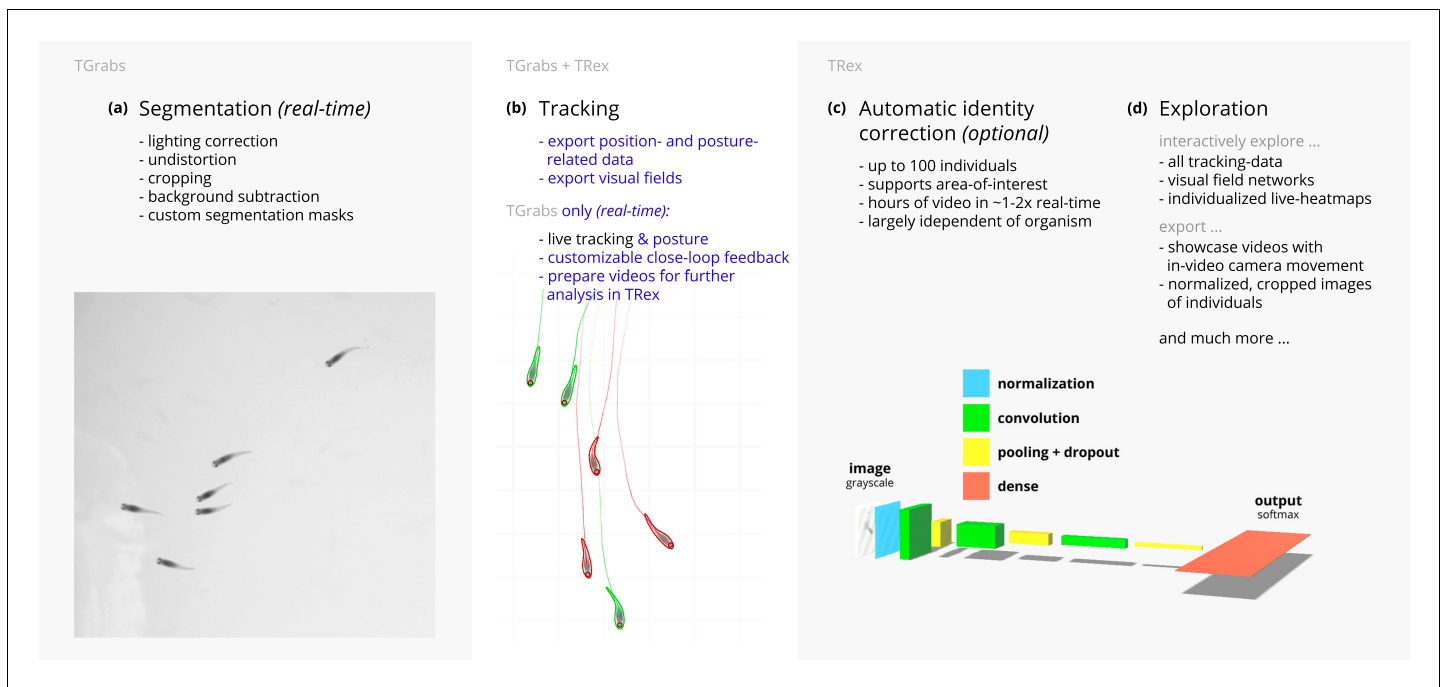 TGrabs
(a) Segmentation (real-time)
- lighting correction
- undistortion
- cropping
- background subtraction
- custom segmentation masks
TGrabs + TRex
(b) Tracking
- export position- and posture-
related data
- export visual fields
TGrabs only (real-time):
- live tracking & posture
- customizable close-loop feedback
- prepare videos for further
analysis in TRex
TRex
(c) Automatic identity
correction (optional)
- up to 100 individuals
- supports area-of-interest
- hours of video in ~1-2x real-time
- largely idependent of organism
(d) Exploration
interactively explore ...
- all tracking-data
- visual field networks
- individualized live-heatmaps
export ...
- showcase videos with
in-video camera movement
- normalized, cropped images
of individuals
and much more ...
normalization
convolution
pooling + dropout
dense
image
grayscale
output
softmax